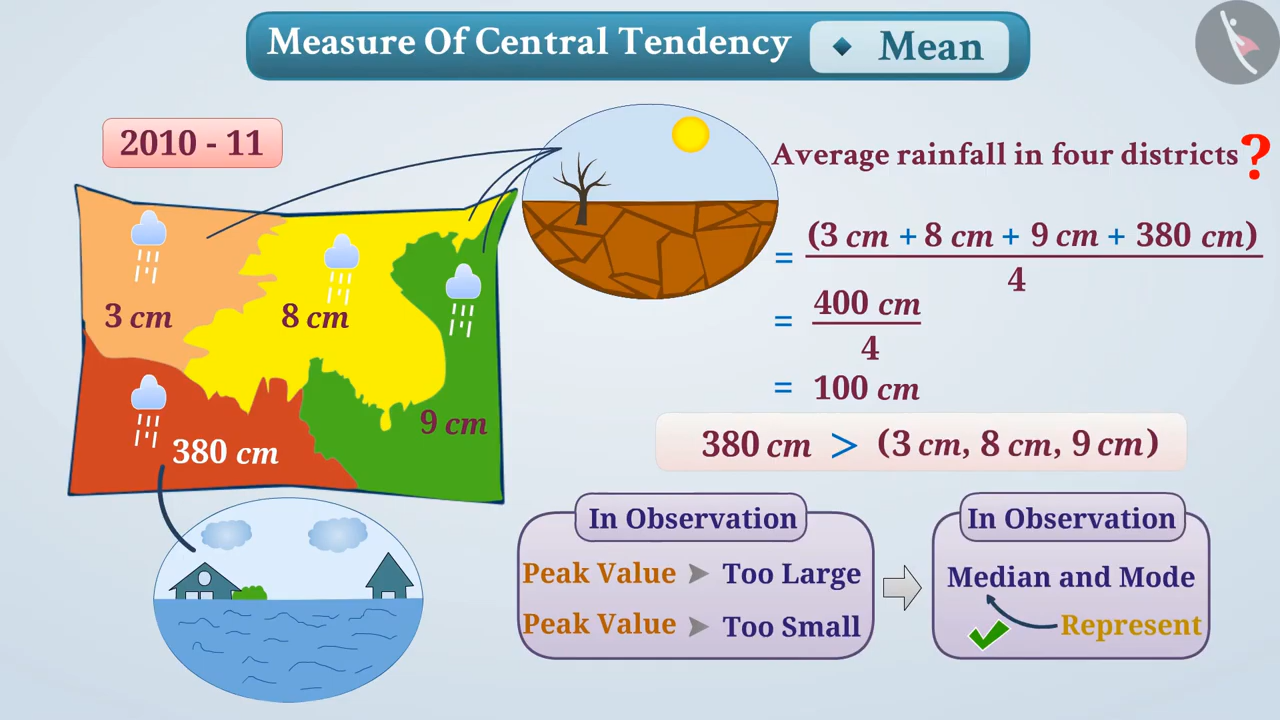 Measure Of Central Tendency ◆ Mean
2010 - 11
3 cm
8 cm
9 cm
380 cm
Average rainfall in four districts?
= (3 cm + 8 cm + 9 cm + 380 cm)
4
= 400 cm
4
= 100 cm
380 cm > (3 cm, 8 cm, 9 cm)
In Observation
Peak Value ➤ Too Large
Peak Value ➤ Too Small
In Observation
Median and Mode
Represent